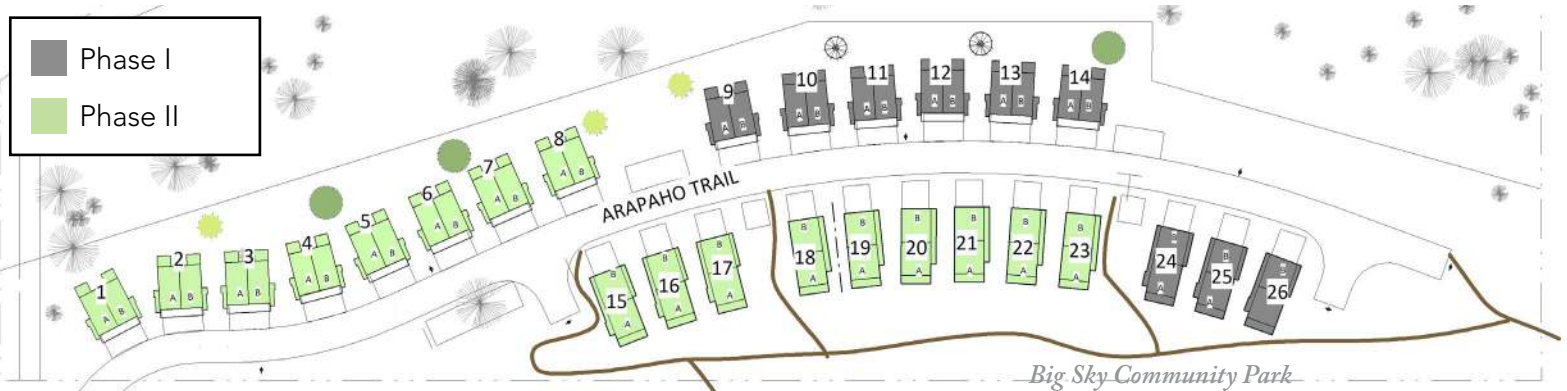 Phase I
Phase II
1
A B
2
A B
3
A B
4
A B
5
A B
6
A B
7
A B
8
A B
9
A B
10
A B
11
A B
12
A B
13
A B
14
A B
ARAPAHO TRAIL
B
15
A
B
16
A
B
17
A
B
18
A
B
19
A
B
20
A
B
21
A
B
22
A
B
23
A
B
24
A
B
25
A
B
26
A
Big Sky Community Park